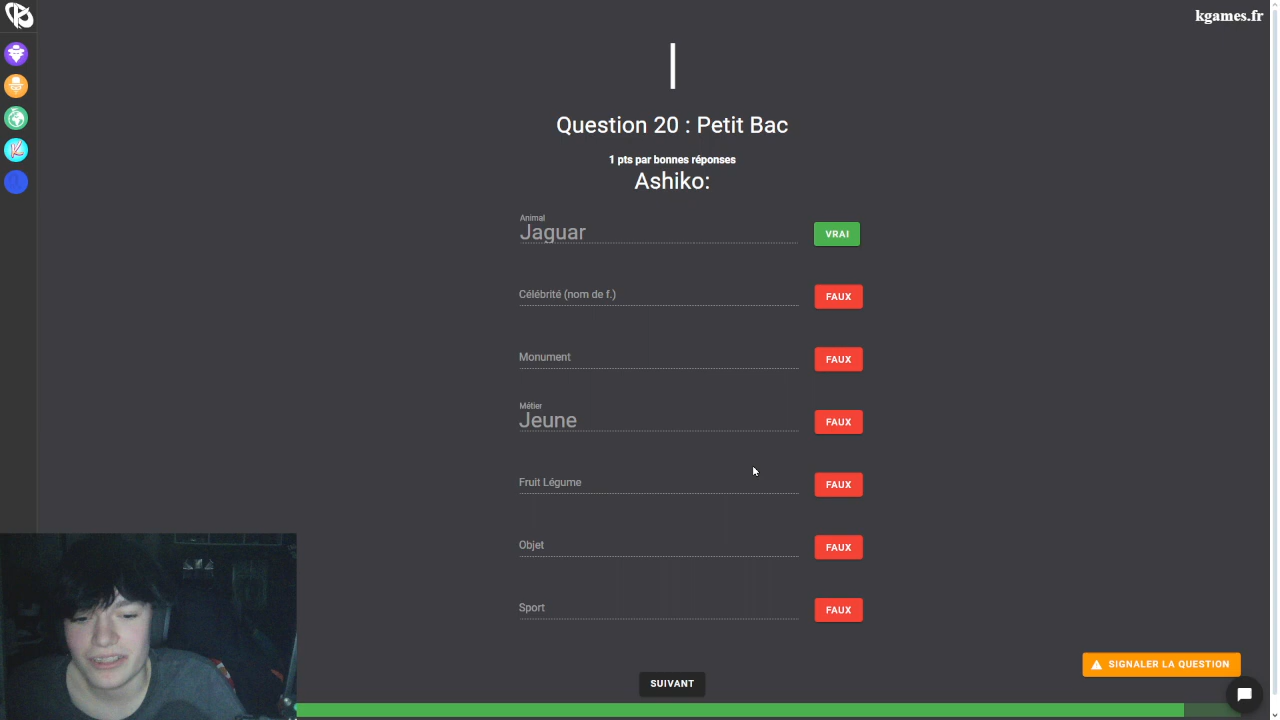 kgames.fr
|
Question 20 : Petit Bac
1 pts par bonnes réponses
Ashiko:
Animal
Jaguar
VRAI
Célébrité (nom de f.)
FAUX
Monument
FAUX
Métier
Jeune
FAUX
Fruit Légume
FAUX
Objet
FAUX
Sport
FAUX
SIGNALER LA QUESTION
SUIVANT